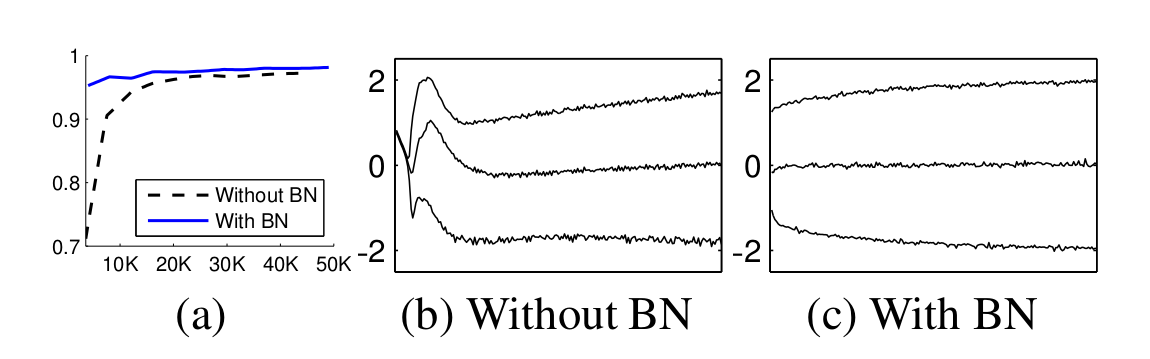 1
0.9
0.8
0.7
10K 20K 30K 40K 50K
Without BN
With BN
(a)
2
0
-2
(b) Without BN
2
0
-2
(c) With BN